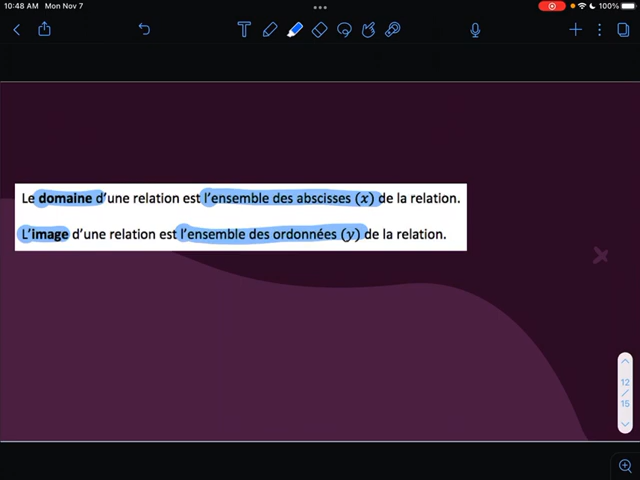 10:48 AM Mon Nov 7
100%
Le domaine d'une relation est l'ensemble des abscisses (x) de la relation.
L'image d'une relation est l'ensemble des ordonnées (y) de la relation.
12
/
15